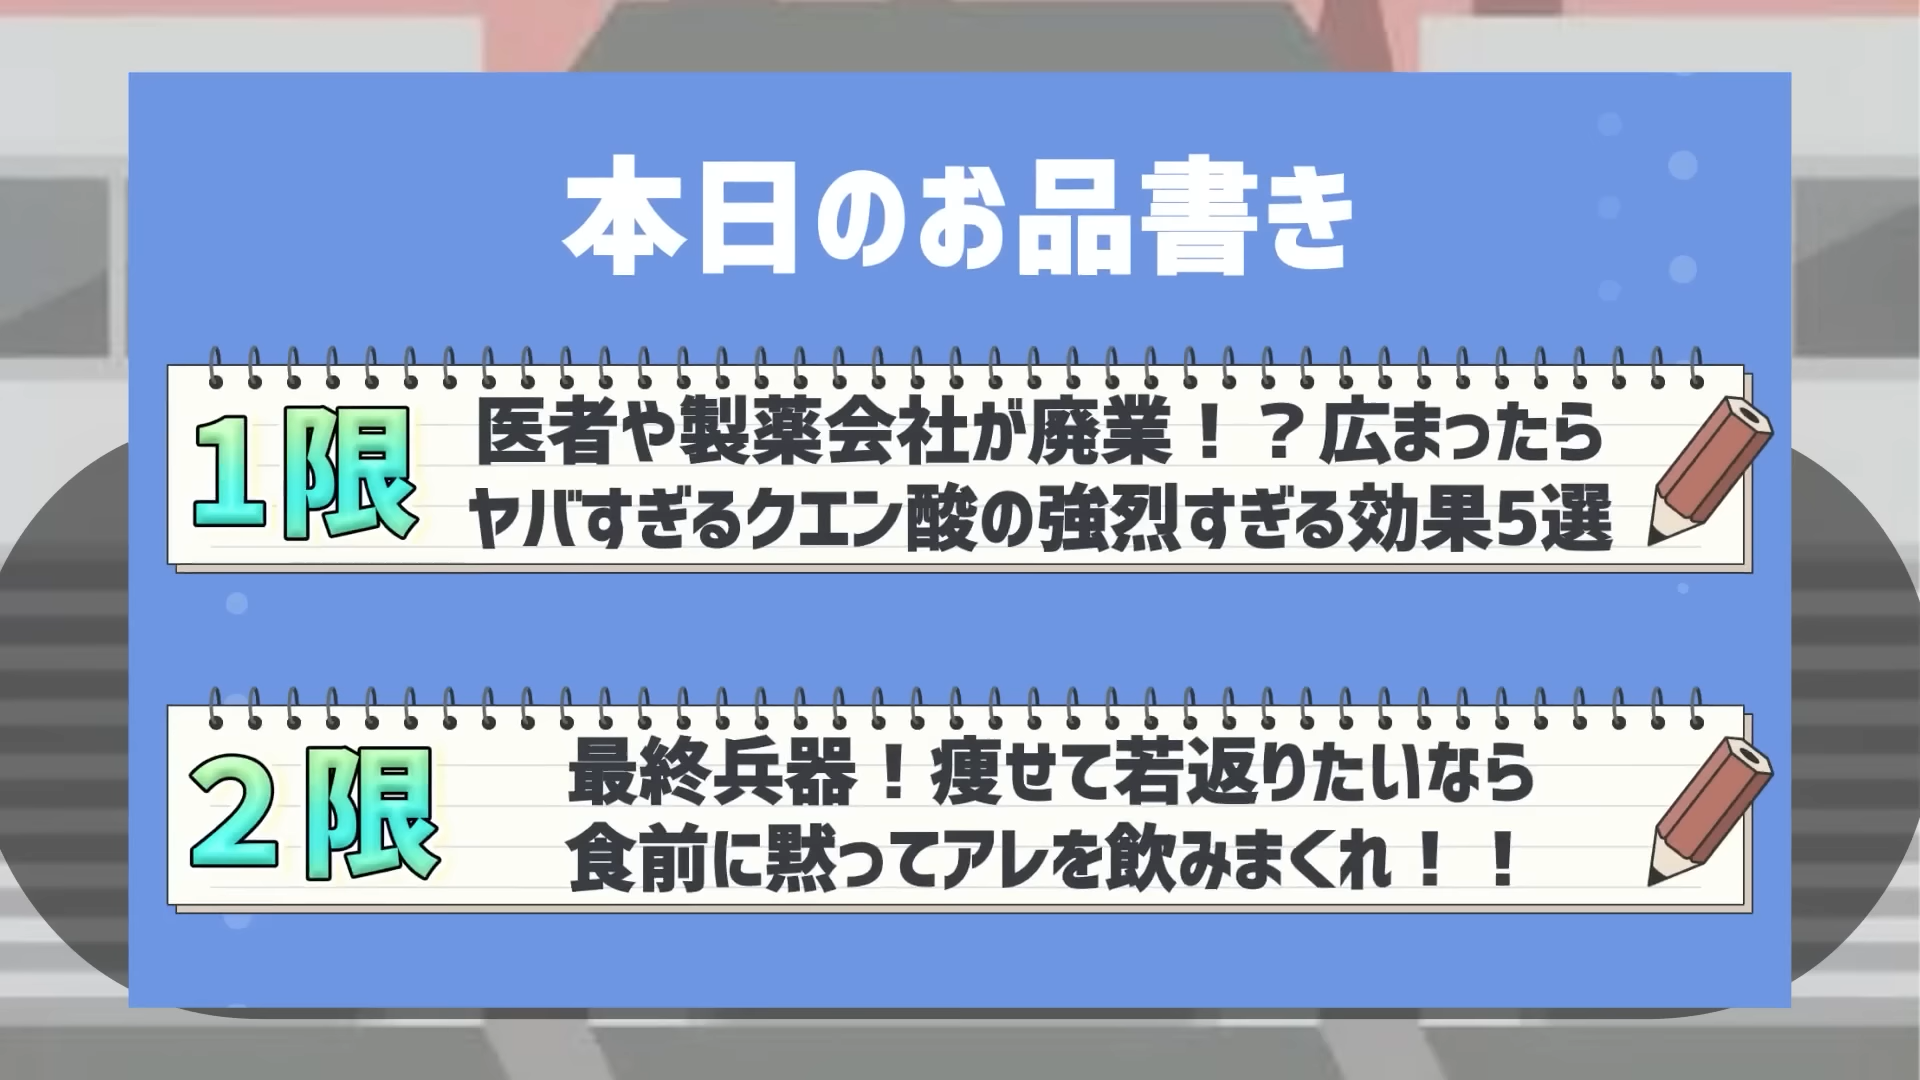 本日のお品書き
1限
医者や製薬会社が廃業！？広まったら
ヤバすぎるクエン酸の強烈すぎる効果5選
2限
最終兵器！痩せて若返りたいなら
食前に黙ってアレを飲みまくれ！！